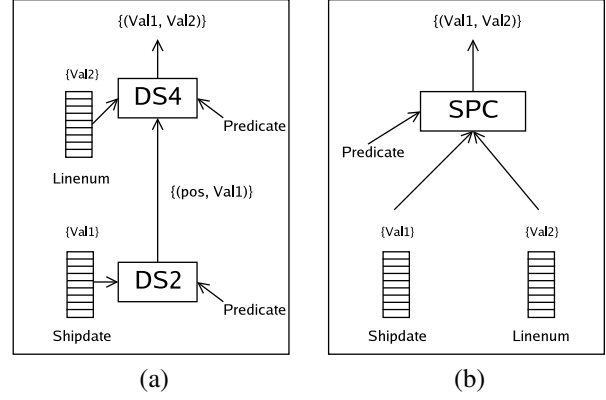 {(Val1, Val2)}
{Val2}
DS4
Predicate
Linenum
{(pos, Val1)}
{Val1}
DS2
Predicate
Shipdate
(a)
{(Val1, Val2)}
SPC
Predicate
{Val1}
{Val2}
Shipdate
Linenum
(b)